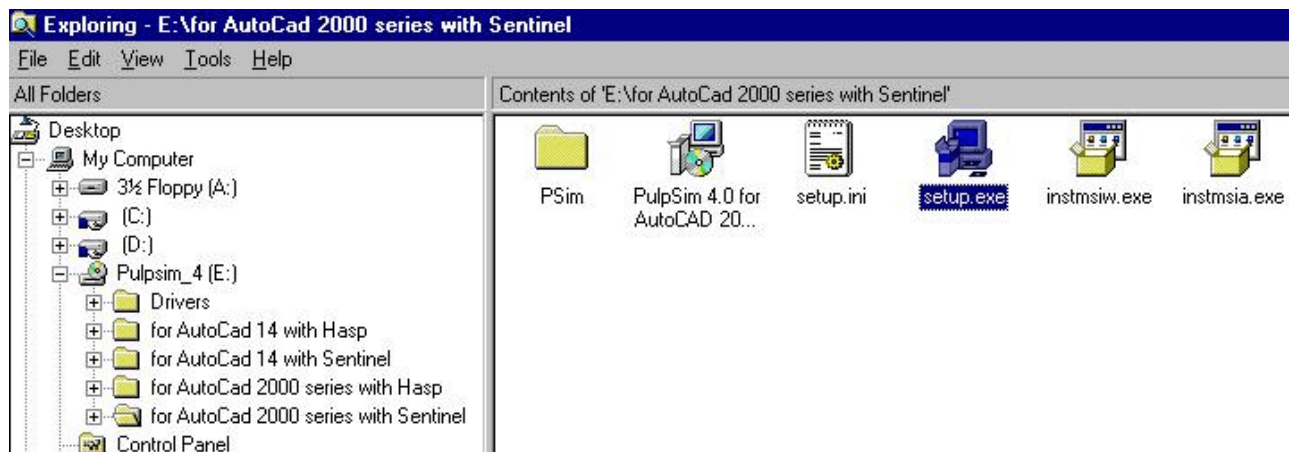 Exploring - E:\for AutoCad 2000 series with Sentinel
File Edit View Tools Help
All Folders
Contents of 'E:\for AutoCad 2000 series with Sentinel'
Desktop
My Computer
3½ Floppy (A:)
(C:)
(D:)
Pulpsim_4 (E:)
Drivers
for AutoCad 14 with Hasp
for AutoCad 14 with Sentinel
for AutoCad 2000 series with Hasp
for AutoCad 2000 series with Sentinel
Control Panel
PSim
PulpSim 4.0 for
AutoCAD 20...
setup.ini
setup.exe
instmsiw.exe
instmsia.exe